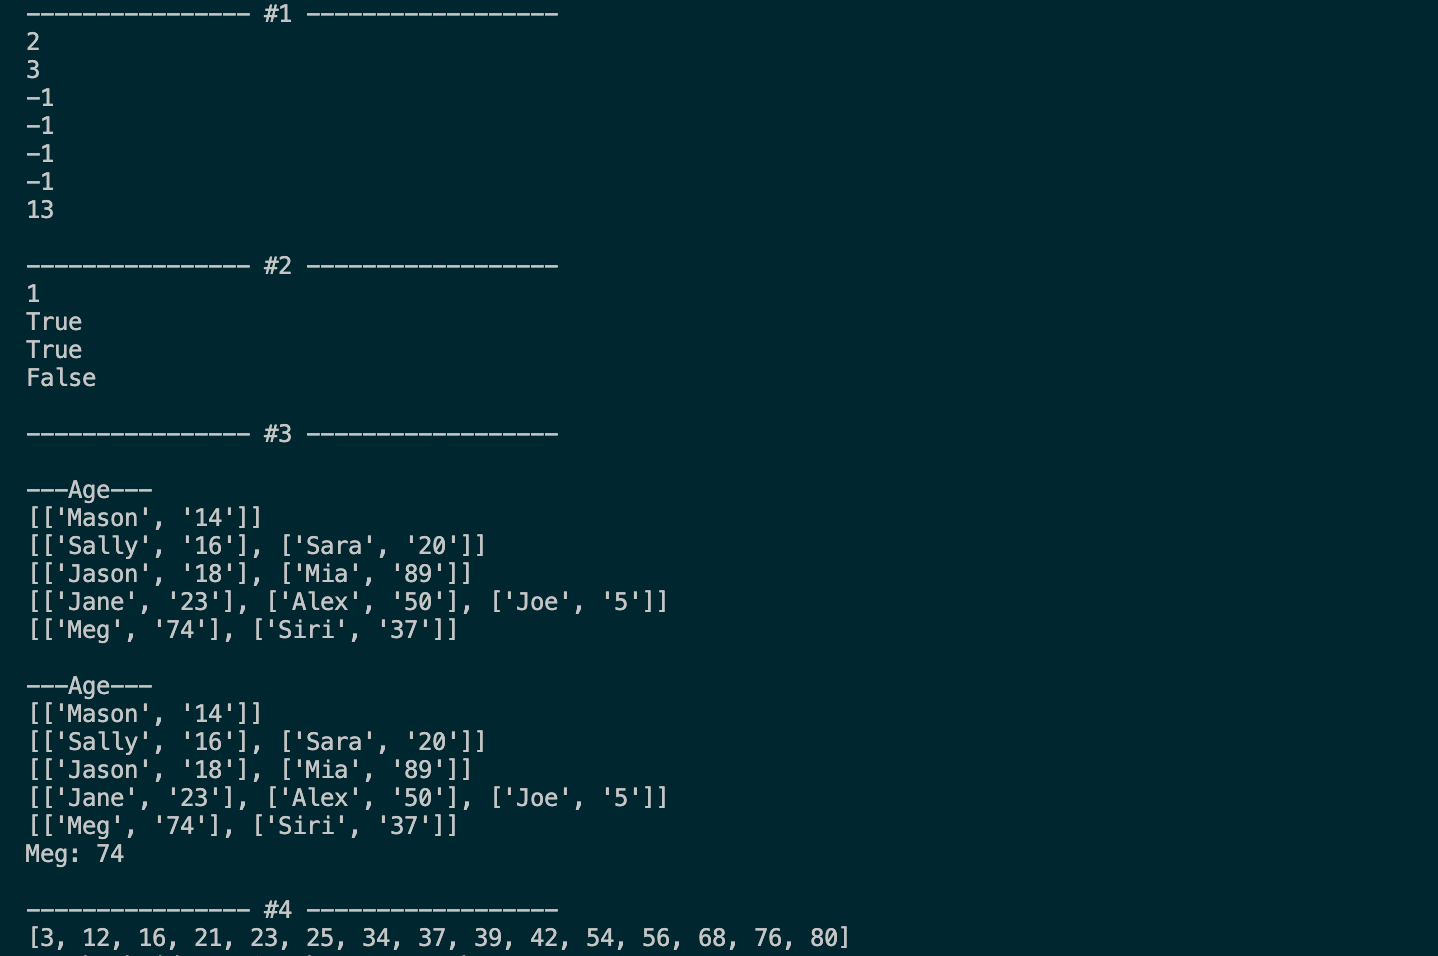 ---------------- #1 ------------------
2
3
-1
-1
-1
-1
13
---------------- #2 ------------------
1
True
True
False
---------------- #3 ------------------
---Age---
[['Mason', '14']]
[['Sally', '16'], ['Sara', '20']]
[['Jason', '18'], ['Mia', '89']]
[['Jane', '23'], ['Alex', '50'], ['Joe', '5']]
[['Meg', '74'], ['Siri', '37']]
---Age---
[['Mason', '14']]
[['Sally', '16'], ['Sara', '20']]
[['Jason', '18'], ['Mia', '89']]
[['Jane', '23'], ['Alex', '50'], ['Joe', '5']]
[['Meg', '74'], ['Siri', '37']]
Meg: 74
---------------- #4 ------------------
[3, 12, 16, 21, 23, 25, 34, 37, 39, 42, 54, 56, 68, 76, 80]